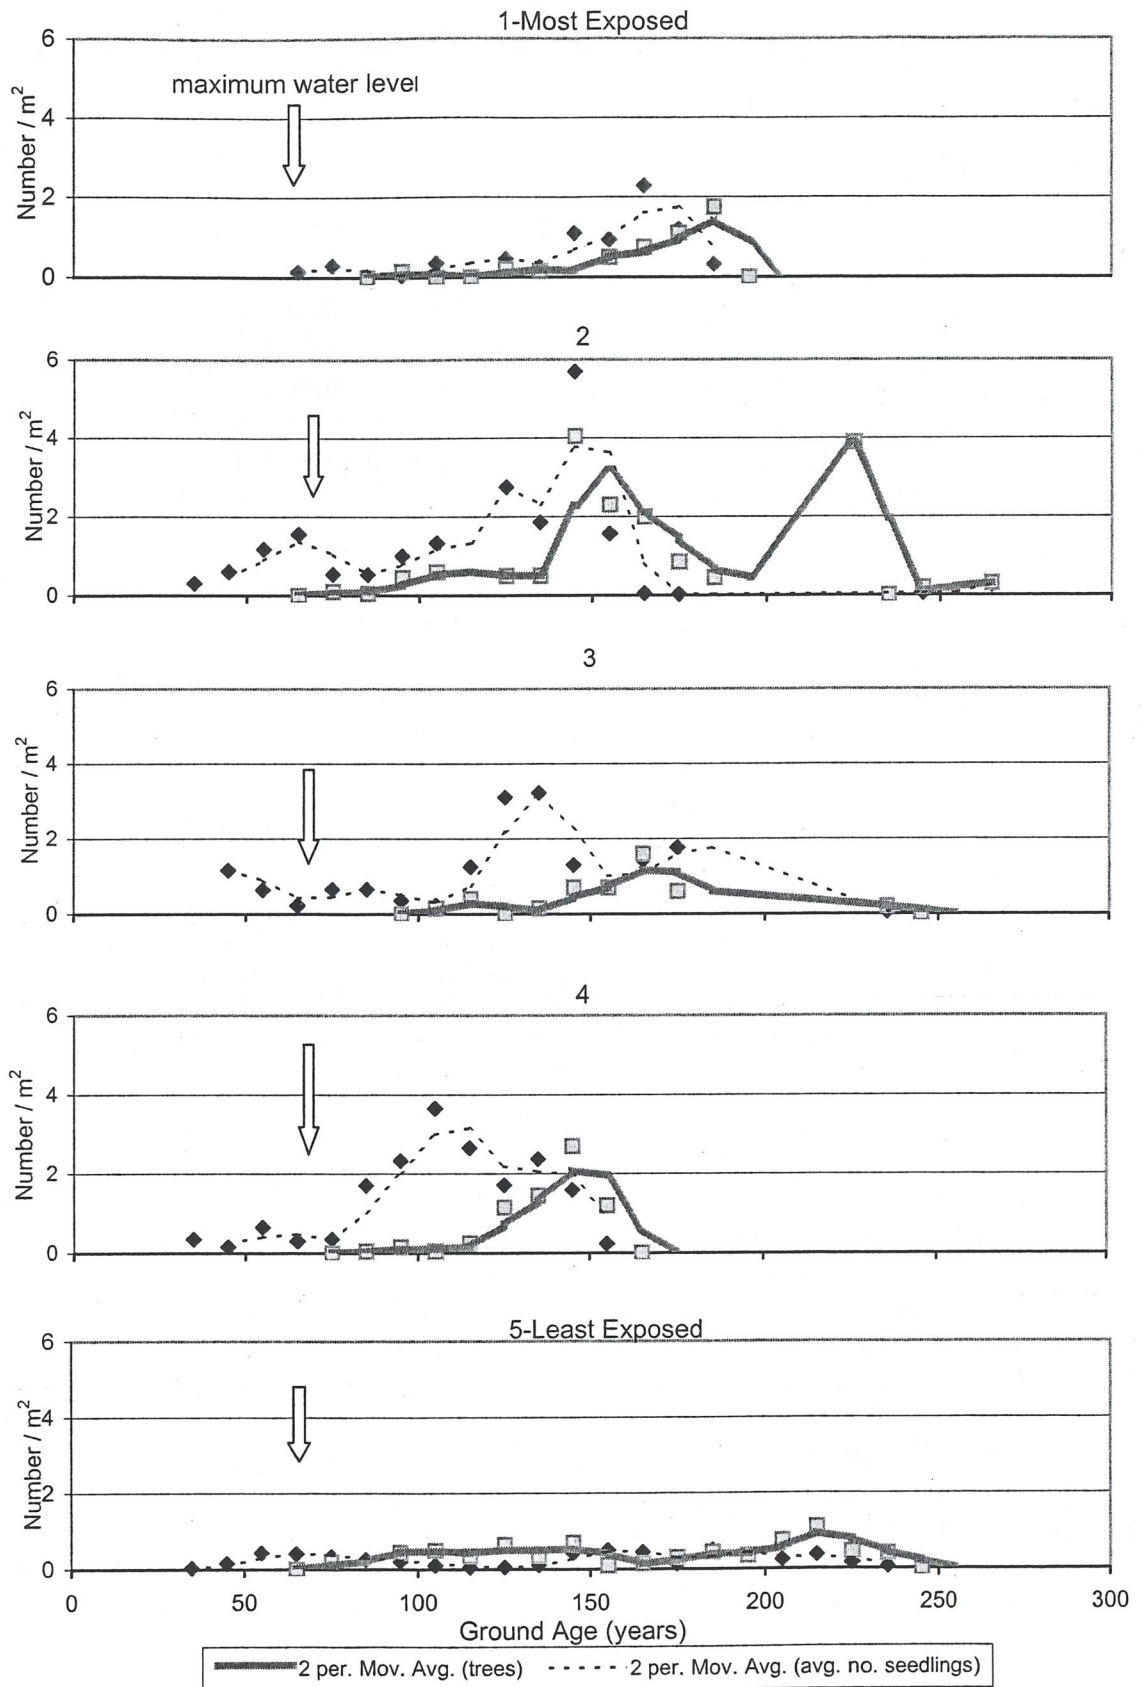 1-Most Exposed
6
maximum water level
4
2
0
Number / m²
2
6
4
2
0
Number / m²
3
6
4
2
0
Number / m²
4
6
4
2
0
Number / m²
5-Least Exposed
6
4
2
0
Number / m²
0 50 100 150 200 250 300
Ground Age (years)
2 per. Mov. Avg. (trees) 2 per. Mov. Avg. (avg. no. seedlings)